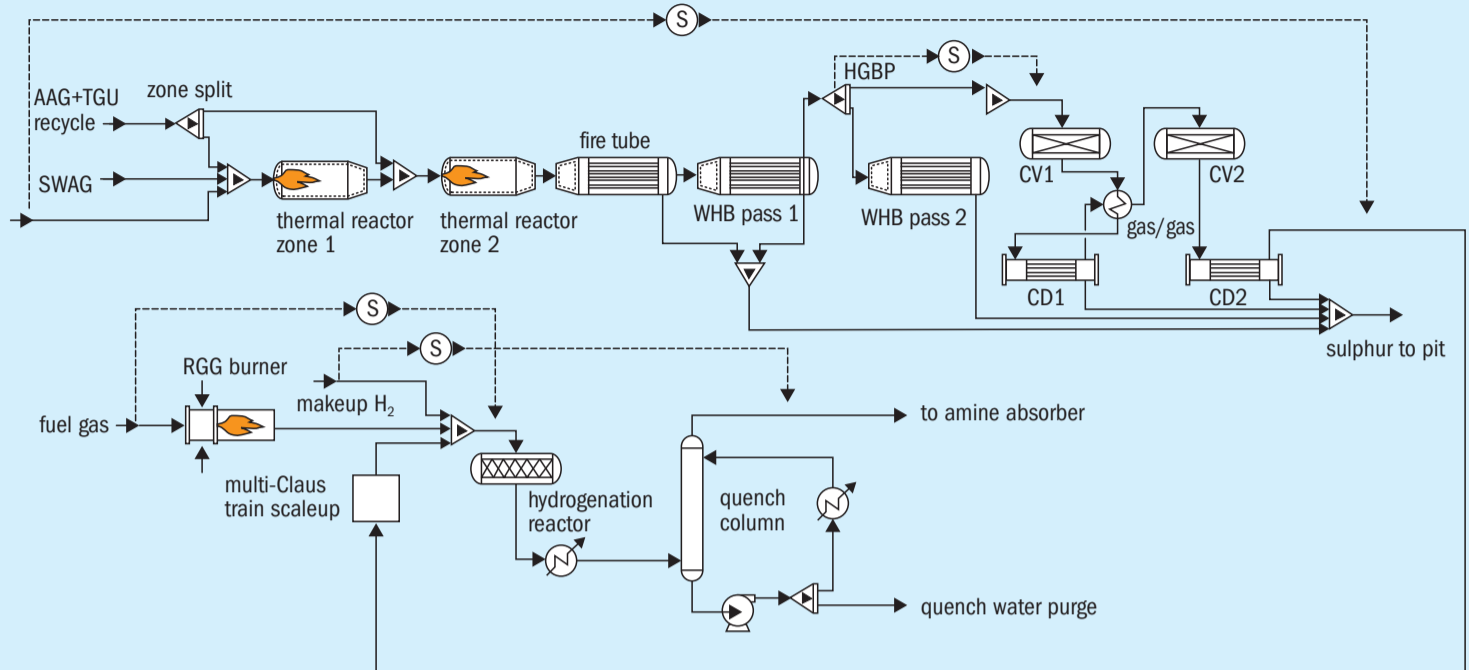 S
HGBP
S
AAG+TGU
recycle
zone split
fire tube
SWAG
CV1
CV2
thermal reactor
zone 1
thermal reactor
zone 2
WHB pass 1
WHB pass 2
gas/gas
CD1
CD2
S
S
sulphur to pit
RGG burner
makeup H₂
fuel gas
to amine absorber
multi-Claus
train scaleup
hydrogenation
reactor
quench
column
quench water purge